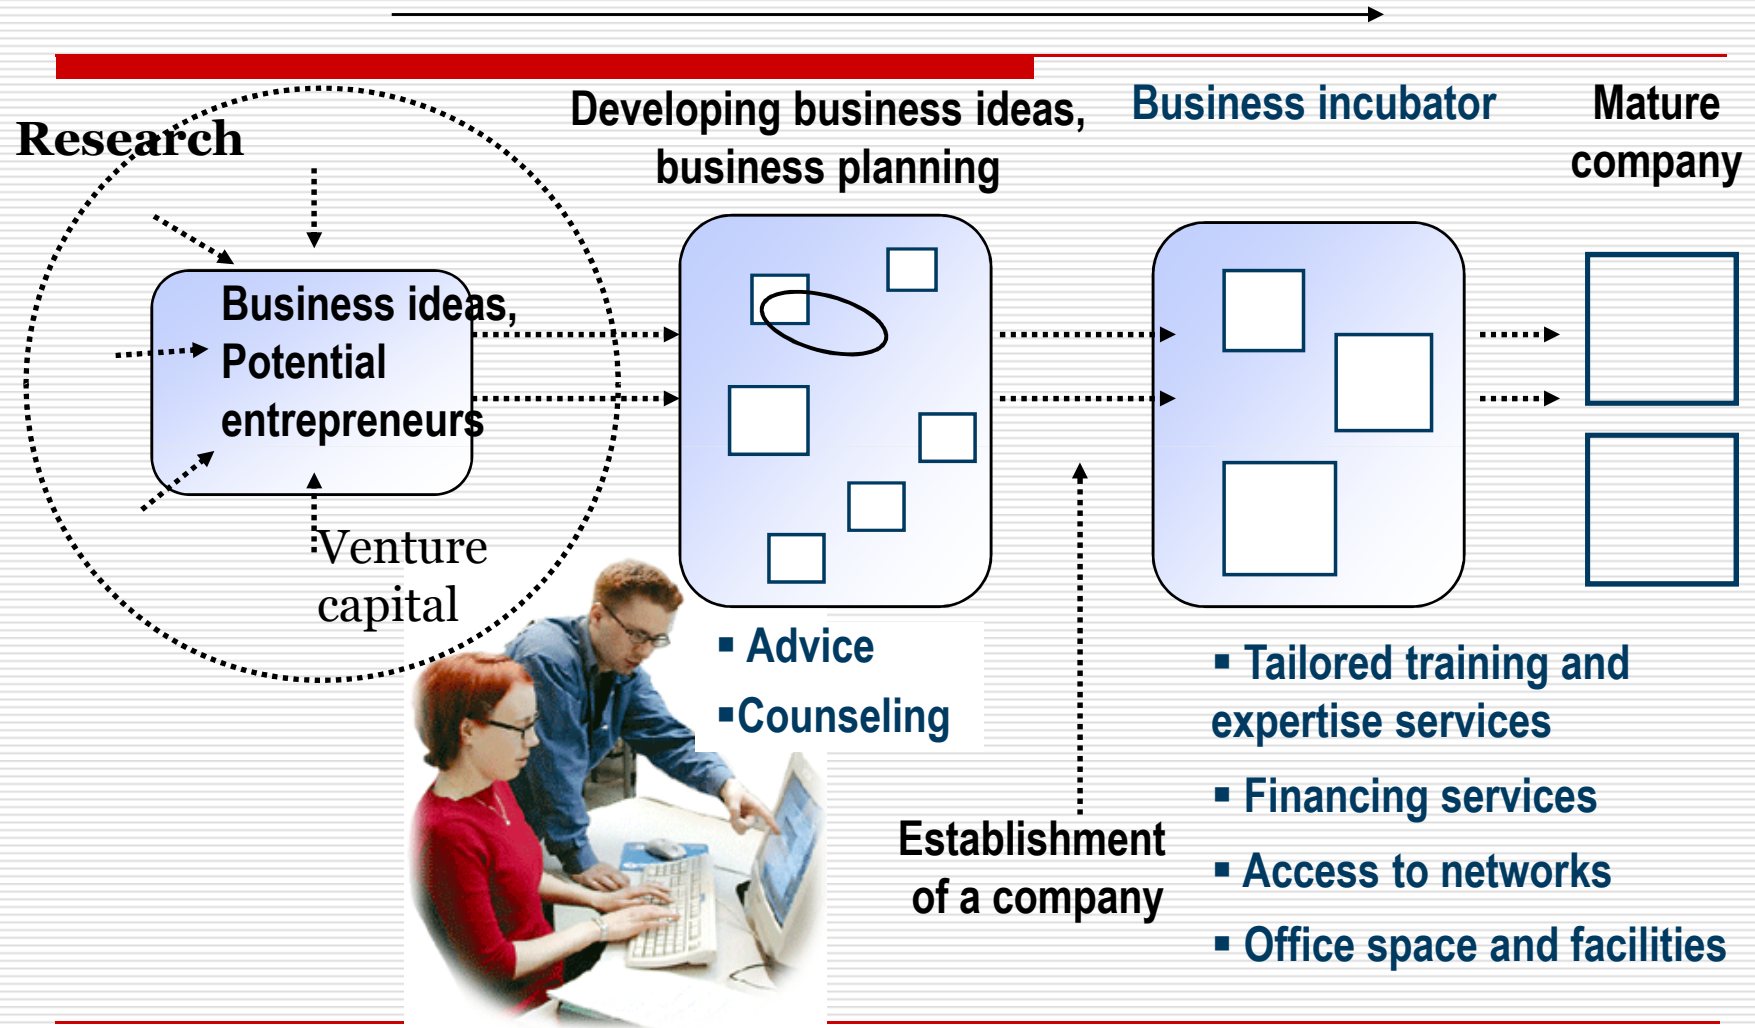 Research
Business ideas,
Potential
entrepreneurs
Venture
capital
Developing business ideas,
business planning
▪ Advice
▪Counseling
Establishment
of a company
Business incubator
▪ Tailored training and
expertise services
▪ Financing services
▪ Access to networks
▪ Office space and facilities
Mature
company